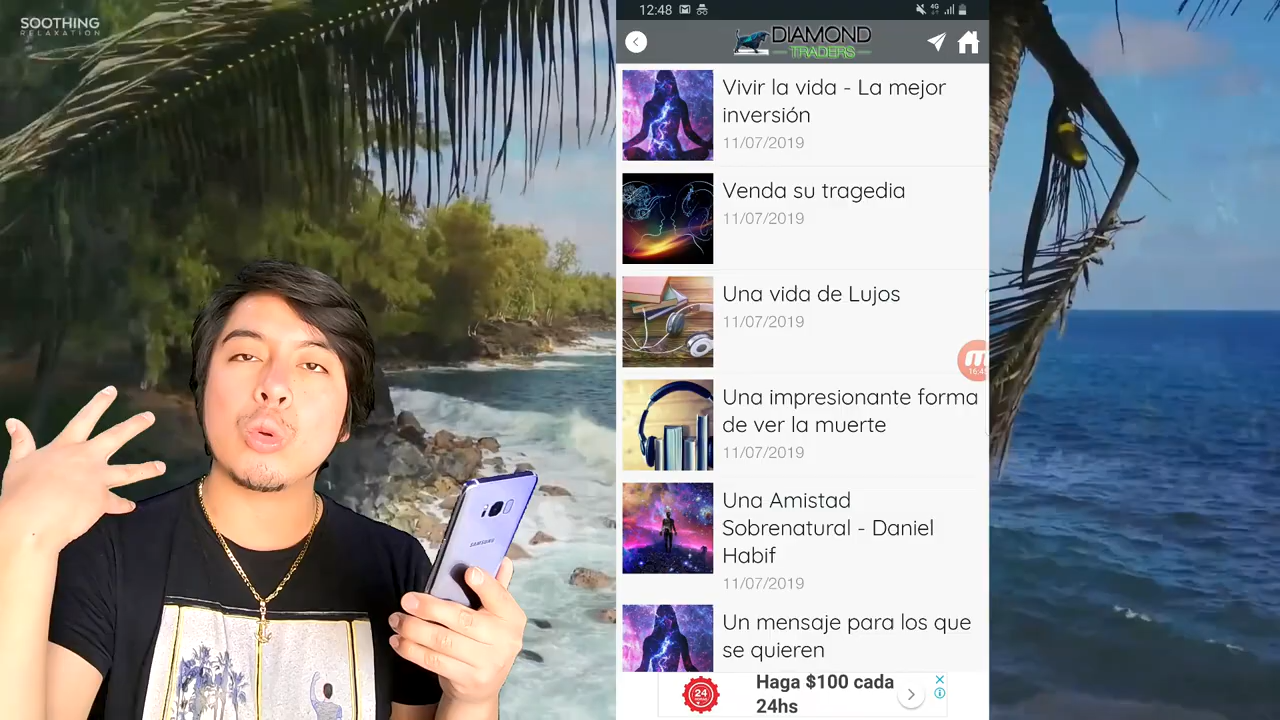 SOOTHING
RELAXATION
12:48
4G
DIAMOND
TRADERS
Vivir la vida - La mejor
inversión
11/07/2019
Venda su tragedia
11/07/2019
Una vida de Lujos
11/07/2019
Una impresionante forma
de ver la muerte
11/07/2019
Una Amistad
Sobrenatural - Daniel
Habif
11/07/2019
Un mensaje para los que
se quieren
24
Haga $100 cada
24hs
SAMSUNG